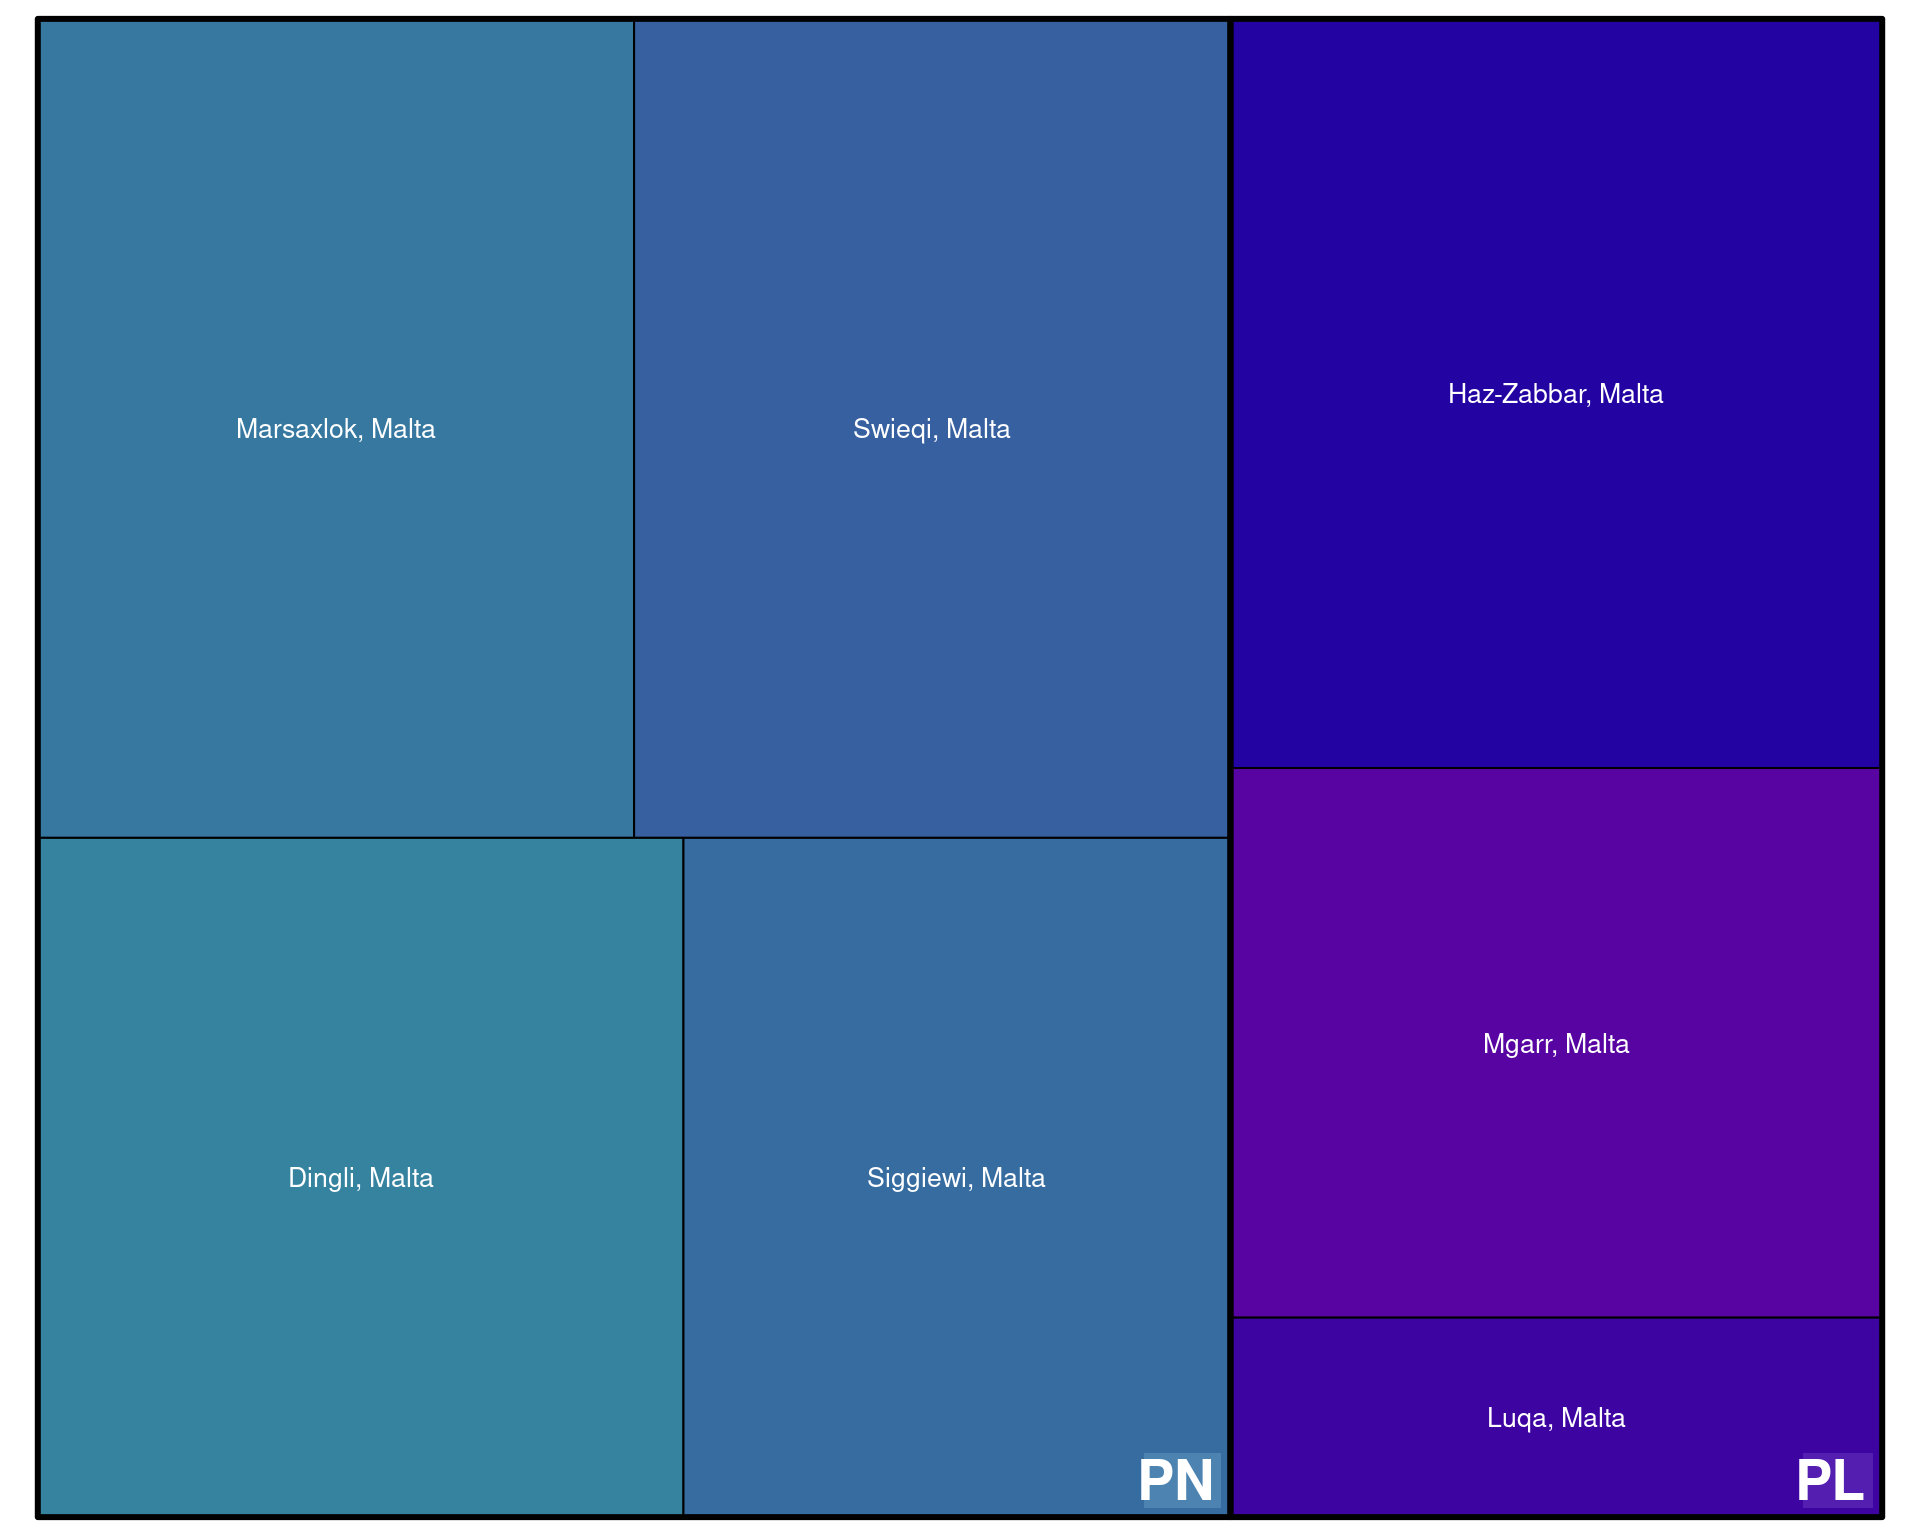 Marsaxlok, Malta
Swieqi, Malta
Haz-Zabbar, Malta
Mgarr, Malta
Dingli, Malta
Siggiewi, Malta
Luqa, Malta
PN
PL